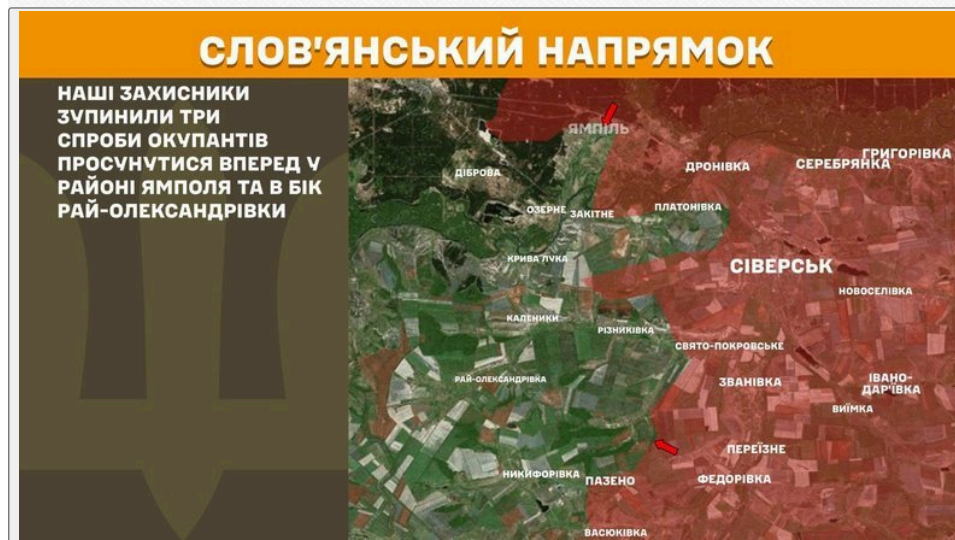 СЛОВ'ЯНСЬКИЙ НАПРЯМОК
НАШІ ЗАХИСНИКИ
ЗУПИНИЛИ ТРИ
СПРОБИ ОКУПАНТІВ
ПРОСУНУТИСЯ ВПЕРЕД У
РАЙОНІ ЯМПОЛЯ ТА В БІК
РАЙ-ОЛЕКСАНДРІВКИ
ЯМПІЛЬ
ГРИГОРІВКА
СЕРЕБРЯНКА
ДРОНІВКА
ДІБРОВА
ОЗЕРНЕ
ЗАКІТНЕ
ПЛАТОНІВКА
КРИВА ЛУКА
СІВЕРСЬК
НОВОСЕЛІВКА
КАЛЕНИКИ
РІЗНИКІВКА
СВЯТО-ПОКРОВСЬКЕ
РАЙ-ОЛЕКСАНДРІВКА
ЗВАНІВКА
ІВАНО-
ДАР'ЇВКА
ВИЇМКА
ПЕРЕЇЗНЕ
НИКИФОРІВКА
ПАЗЕНО
ФЕДОРІВКА
ВАСЮКІВКА